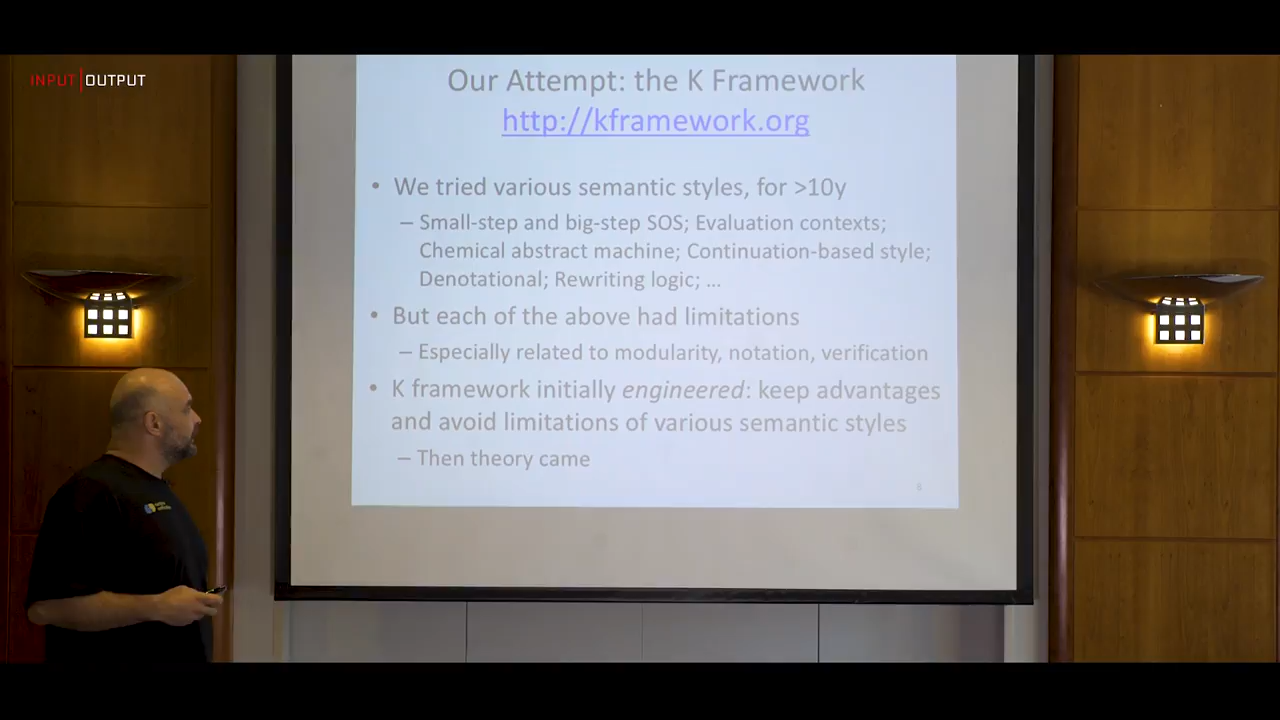 INPUT|OUTPUT
Our Attempt: the K Framework
http://kframework.org
• We tried various semantic styles, for >10y
– Small-step and big-step SOS; Evaluation contexts;
Chemical abstract machine; Continuation-based style;
Denotational; Rewriting logic; ...
• But each of the above had limitations
– Especially related to modularity, notation, verification
• K framework initially engineered: keep advantages
and avoid limitations of various semantic styles
– Then theory came
6